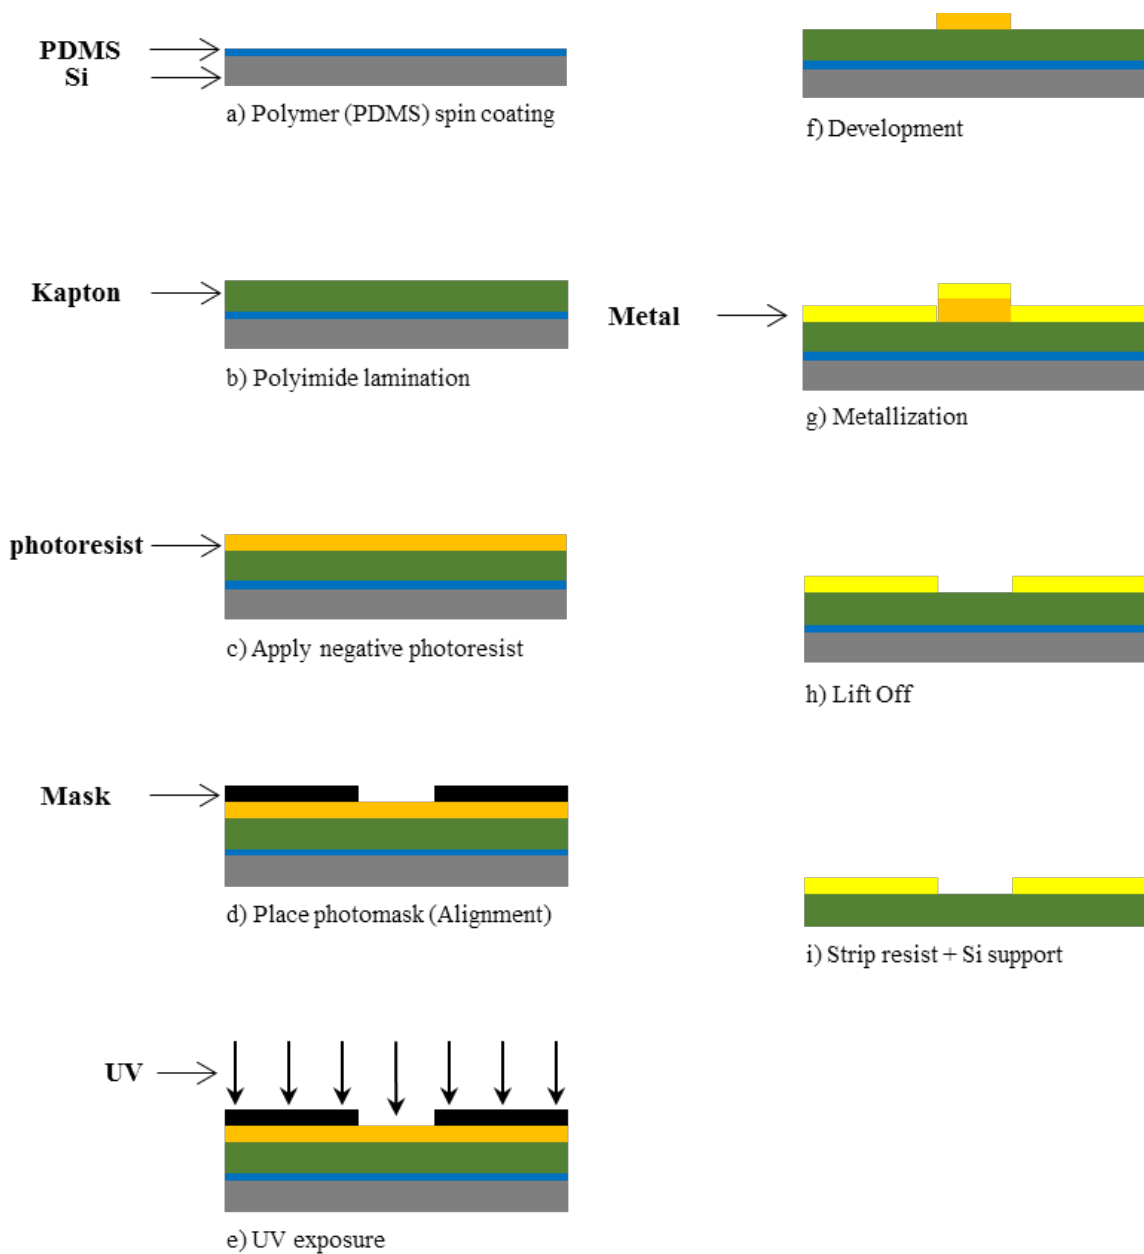 PDMS
Si
a) Polymer (PDMS) spin coating
Kapton
b) Polyimide lamination
photoresist
c) Apply negative photoresist
Mask
d) Place photomask (Alignment)
UV
e) UV exposure
f) Development
Metal
g) Metallization
h) Lift Off
i) Strip resist + Si support